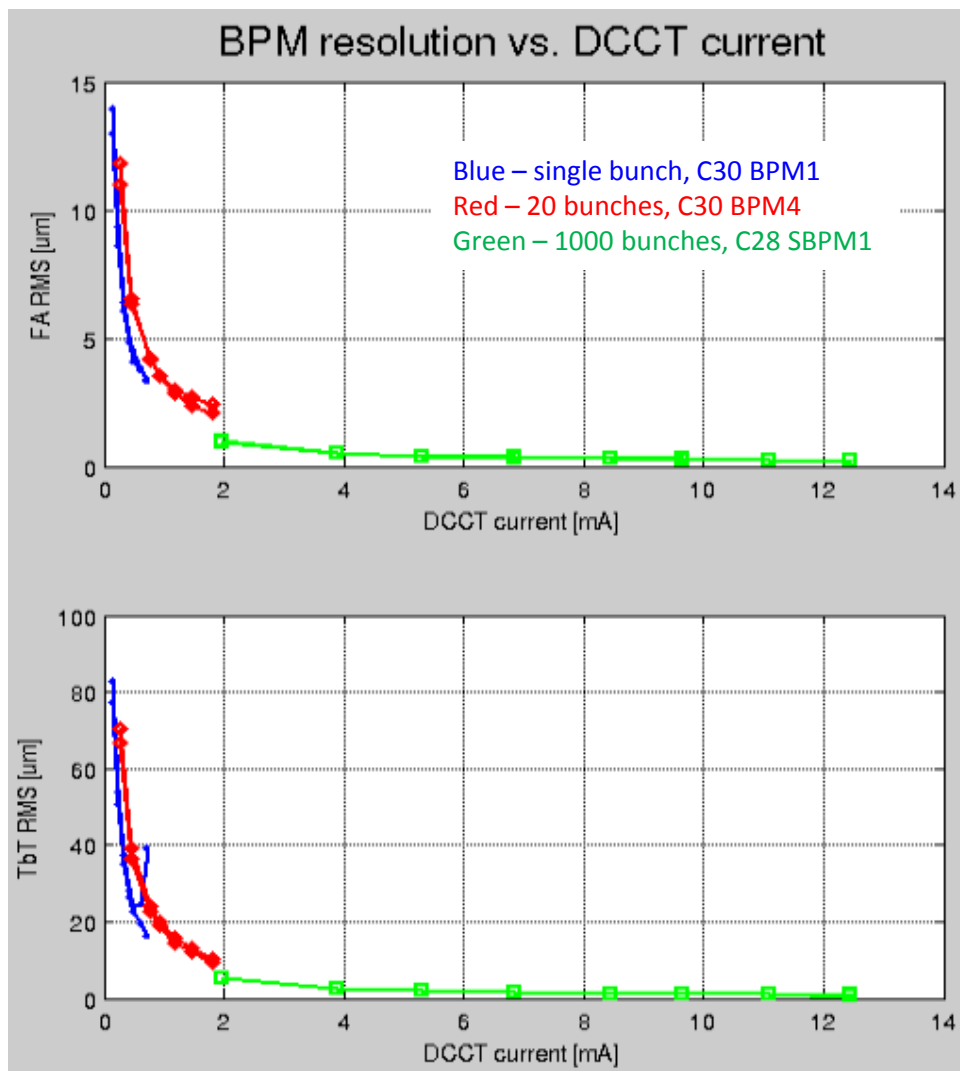 BPM resolution vs. DCCT current
15
10
5
0
FA RMS [µm]
Blue – single bunch, C30 BPM1
Red – 20 bunches, C30 BPM4
Green – 1000 bunches, C28 SBPM1
0 2 4 6 8 10 12 14
DCCT current [mA]
100
80
60
40
20
0
TbT RMS [µm]
0 2 4 6 8 10 12 14
DCCT current [mA]